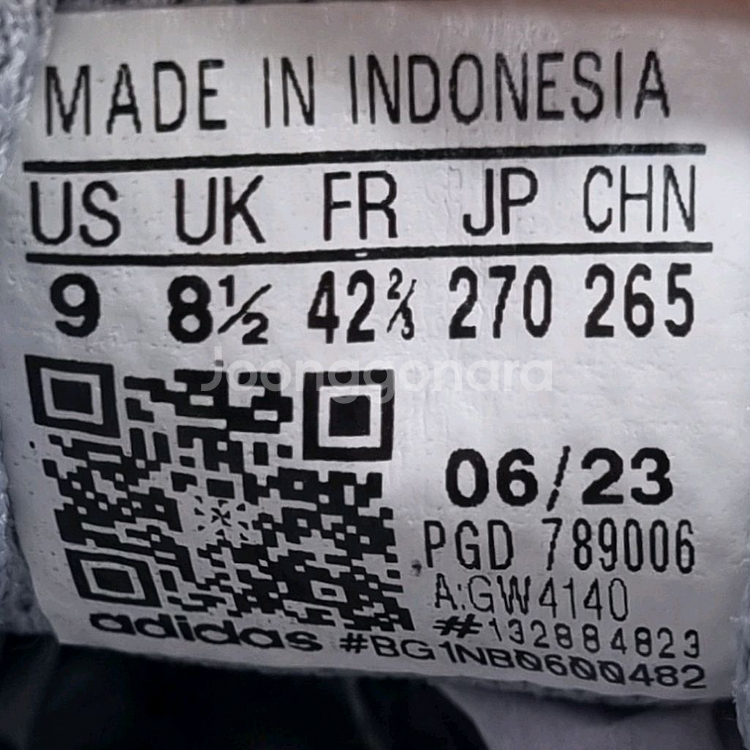 MADE IN INDONESIA
US UK FR JP CHN
9 8½ 42⅔ 270 265
Joonggonara
06/23
PGD 789006
A:GW4140
#132884823
adidas #BG1NB0600482